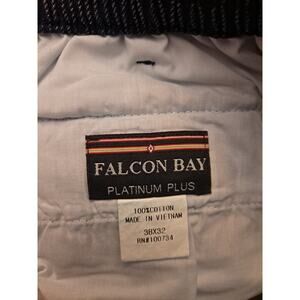 FALCON BAY
PLATINUM PLUS
100%COTTON
MADE IN VIETNAM
38X32
RN#100734